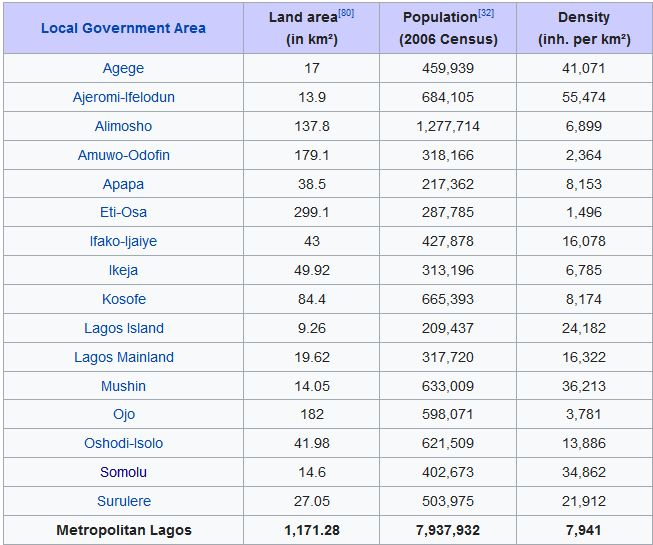 Local Government Area Land area[80] (in km²) Population[32] (2006 Census) Density (inh. per km²)
Agege 17 459,939 41,071
Ajeromi-Ifelodun 13.9 684,105 55,474
Alimosho 137.8 1,277,714 6,899
Amuwo-Odofin 179.1 318,166 2,364
Apapa 38.5 217,362 8,153
Eti-Osa 299.1 287,785 1,496
Ifako-Ijaiye 43 427,878 16,078
Ikeja 49.92 313,196 6,785
Kosofe 84.4 665,393 8,174
Lagos Island 9.26 209,437 24,182
Lagos Mainland 19.62 317,720 16,322
Mushin 14.05 633,009 36,213
Ojo 182 598,071 3,781
Oshodi-Isolo 41.98 621,509 13,886
Somolu 14.6 402,673 34,862
Surulere 27.05 503,975 21,912
Metropolitan Lagos 1,171.28 7,937,932 7,941